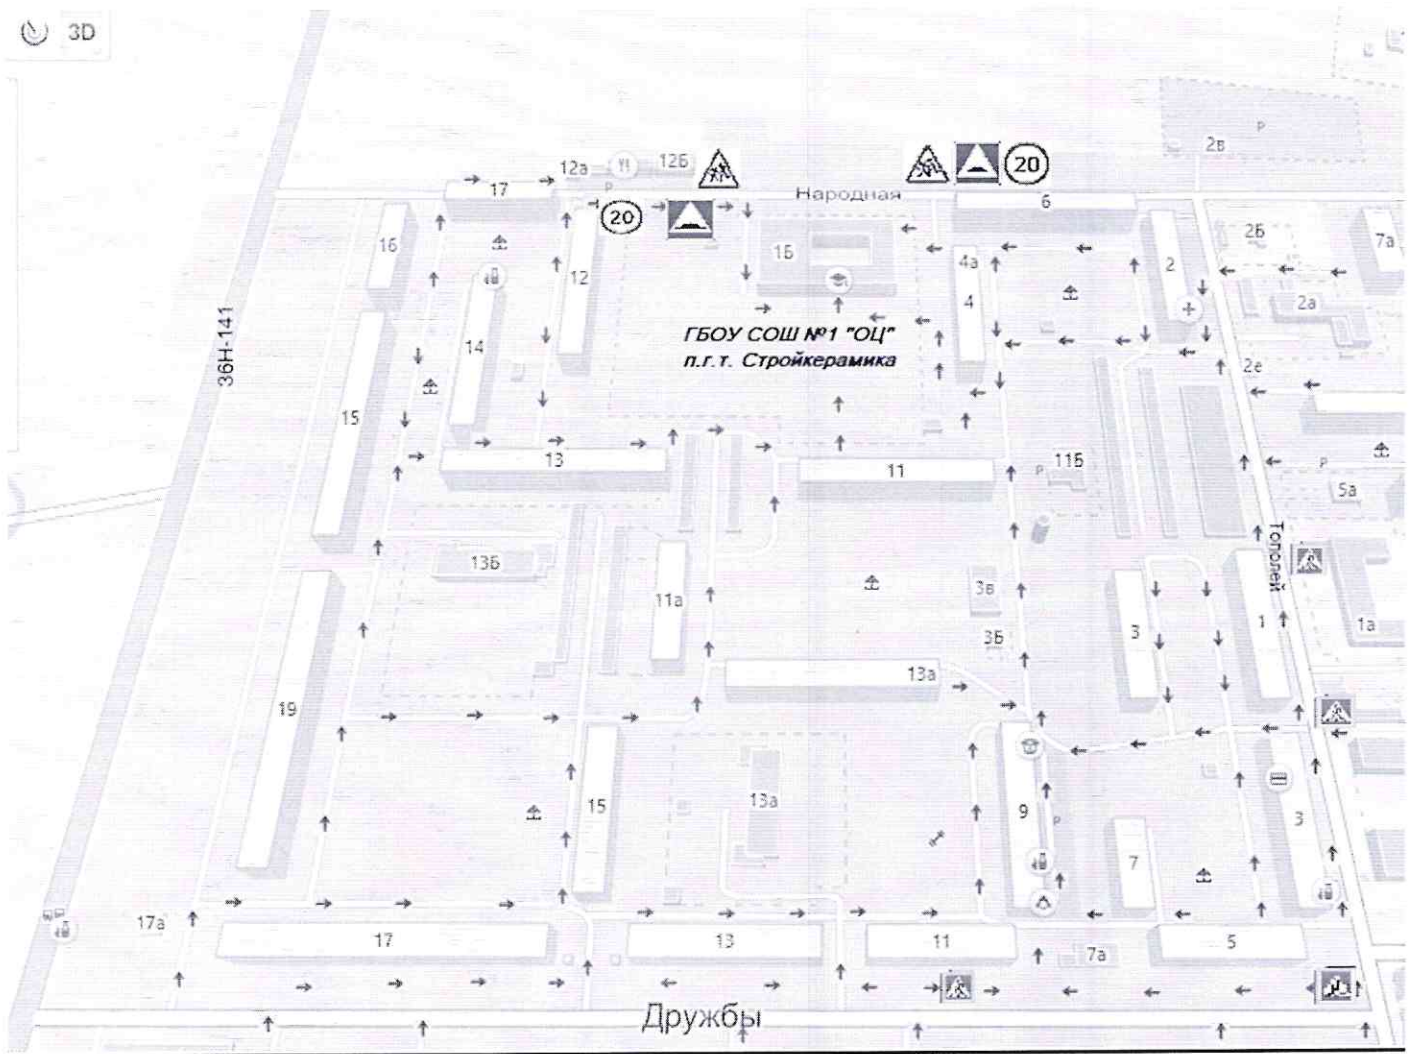 3D
2в
Р
12а
12Б
17
Р
20
20
Народная
6
16
12
1Б
4а
4
2
2Б
7а
2а
ГБОУ СОШ №1 "ОЦ"
п.г.т. Стройкерамика
36Н-141
14
15
2е
13
11
11Б
Р
Р
5а
Тополей
13Б
11а
3в
3Б
3
1
1а
13а
19
15
13а
9
Р
7
3
17а
17
13
11
7а
5
Дружбы